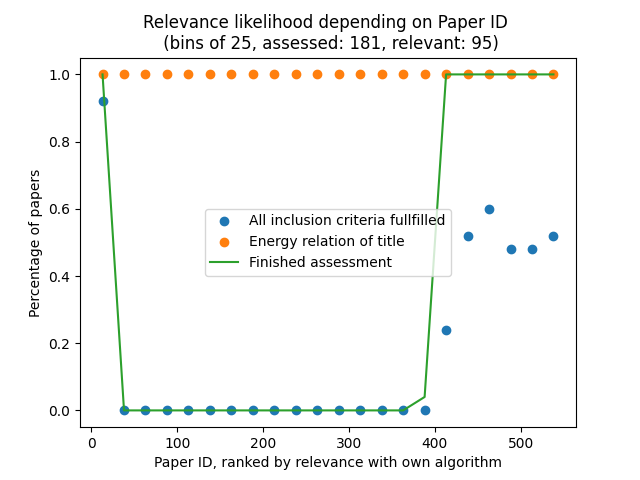 Relevance likelihood depending on Paper ID
(bins of 25, assessed: 181, relevant: 95)
1.0
0.8
0.6
0.4
0.2
0.0
Percentage of papers
All inclusion criteria fullfilled
Energy relation of title
Finished assessment
0 100 200 300 400 500
Paper ID, ranked by relevance with own algorithm